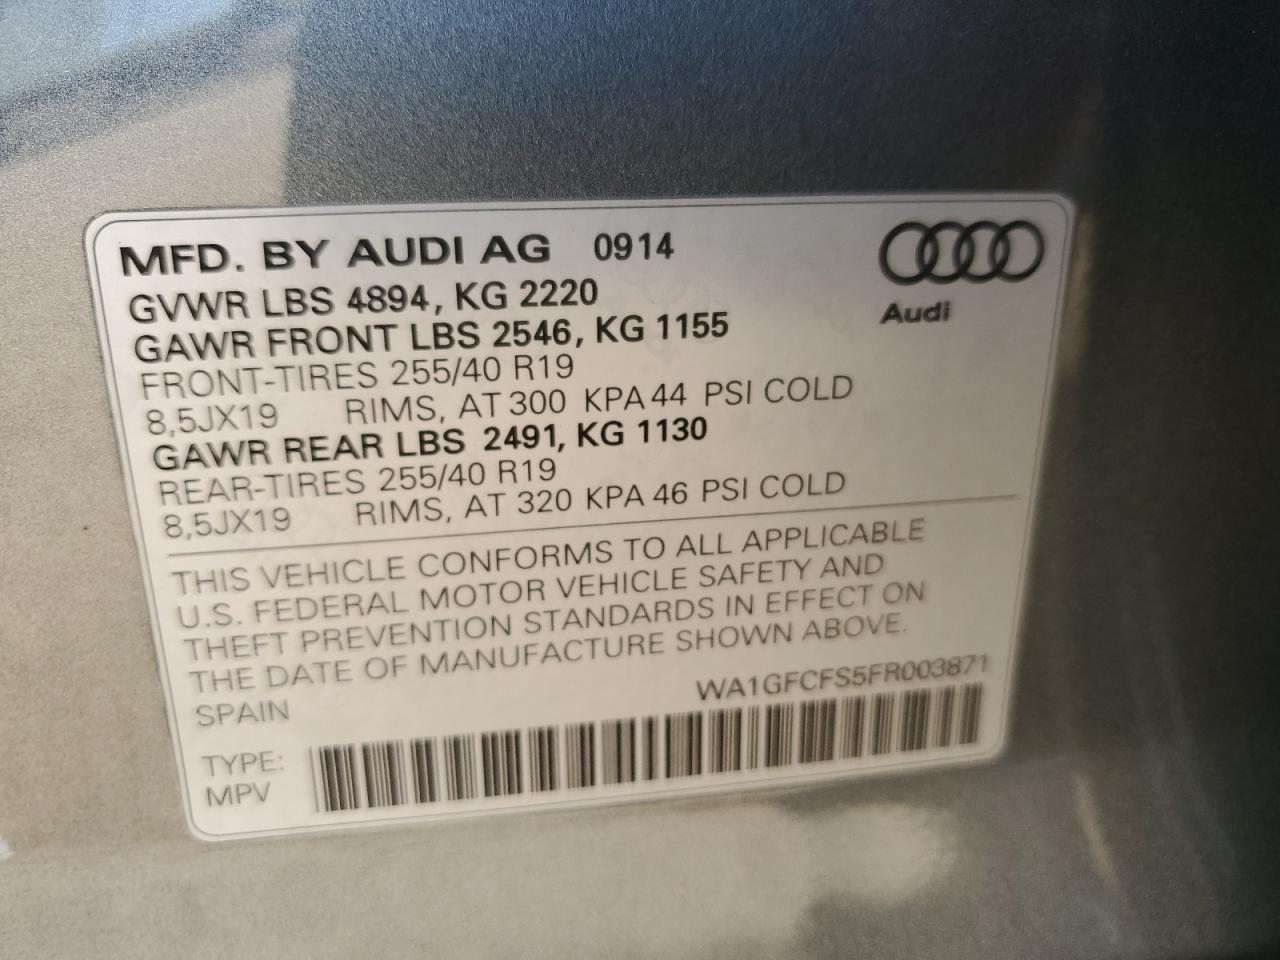 MFD. BY AUDI AG 0914
GVWR LBS 4894, KG 2220
GAWR FRONT LBS 2546, KG 1155
FRONT-TIRES 255/40 R19
8,5JX19 RIMS, AT 300 KPA 44 PSI COLD
GAWR REAR LBS 2491, KG 1130
REAR-TIRES 255/40 R19
8,5JX19 RIMS, AT 320 KPA 46 PSI COLD
Audi
THIS VEHICLE CONFORMS TO ALL APPLICABLE
U.S. FEDERAL MOTOR VEHICLE SAFETY AND
THEFT PREVENTION STANDARDS IN EFFECT ON
THE DATE OF MANUFACTURE SHOWN ABOVE.
SPAIN WA1GFCFS5FR003871
TYPE:
MPV